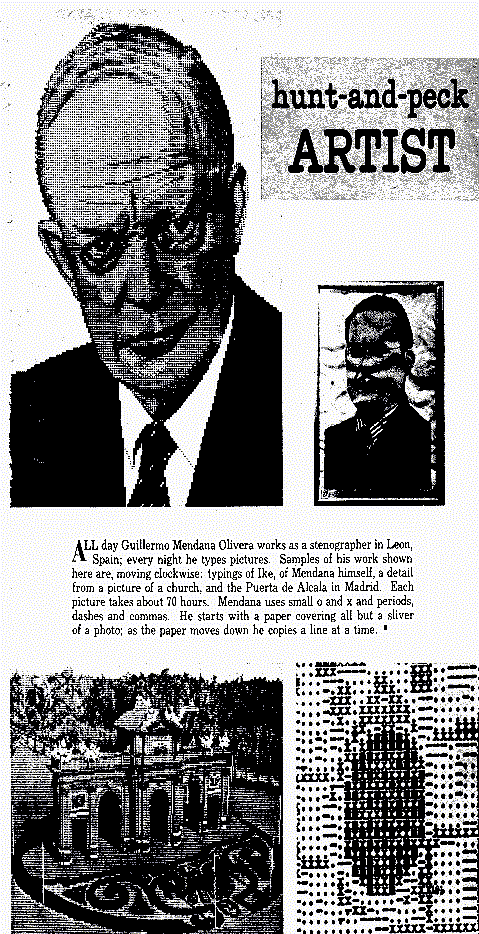 hunt-and-peck
ARTIST
ALL day Guillermo Mendana Olivera works as a stenographer in Leon,
Spain; every night he types pictures. Samples of his work shown
here are, moving clockwise: typings of Ike, of Mendana himself, a detail
from a picture of a church, and the Puerta de Alcala in Madrid. Each
picture takes about 70 hours. Mendana uses small o and x and periods,
dashes and commas. He starts with a paper covering all but a sliver
of a photo; as the paper moves down he copies a line at a time.